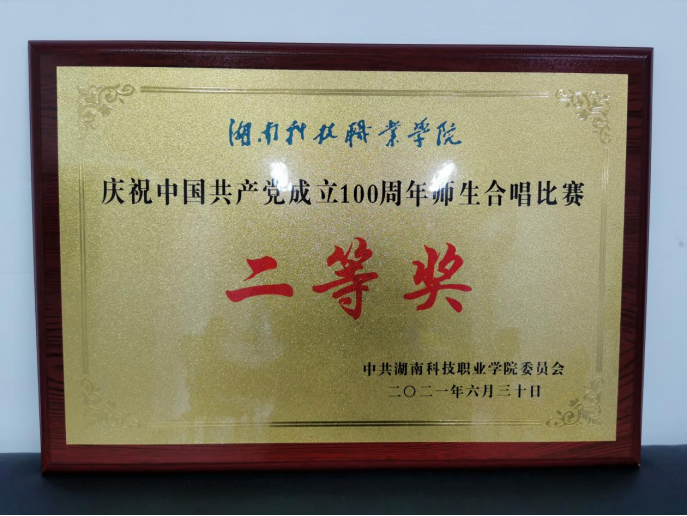 湖南科技職業学院
庆祝中国共产党成立100周年师生合唱比赛
二等奖
中共湖南科技职业学院委员会
二〇二一年六月三十日